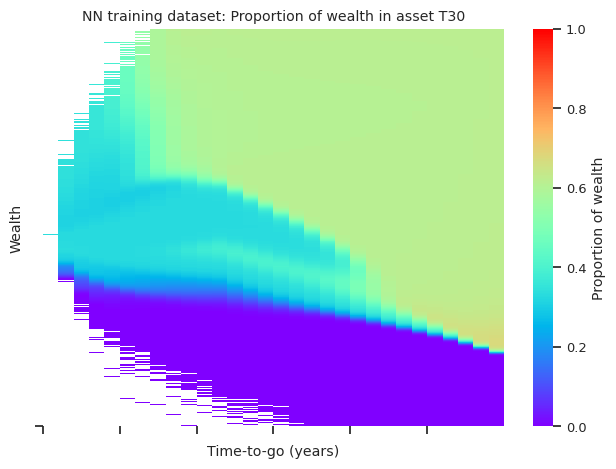 NN training dataset: Proportion of wealth in asset T30
Wealth
Time-to-go (years)
1.0
0.8
0.6
0.4
0.2
0.0
Proportion of wealth